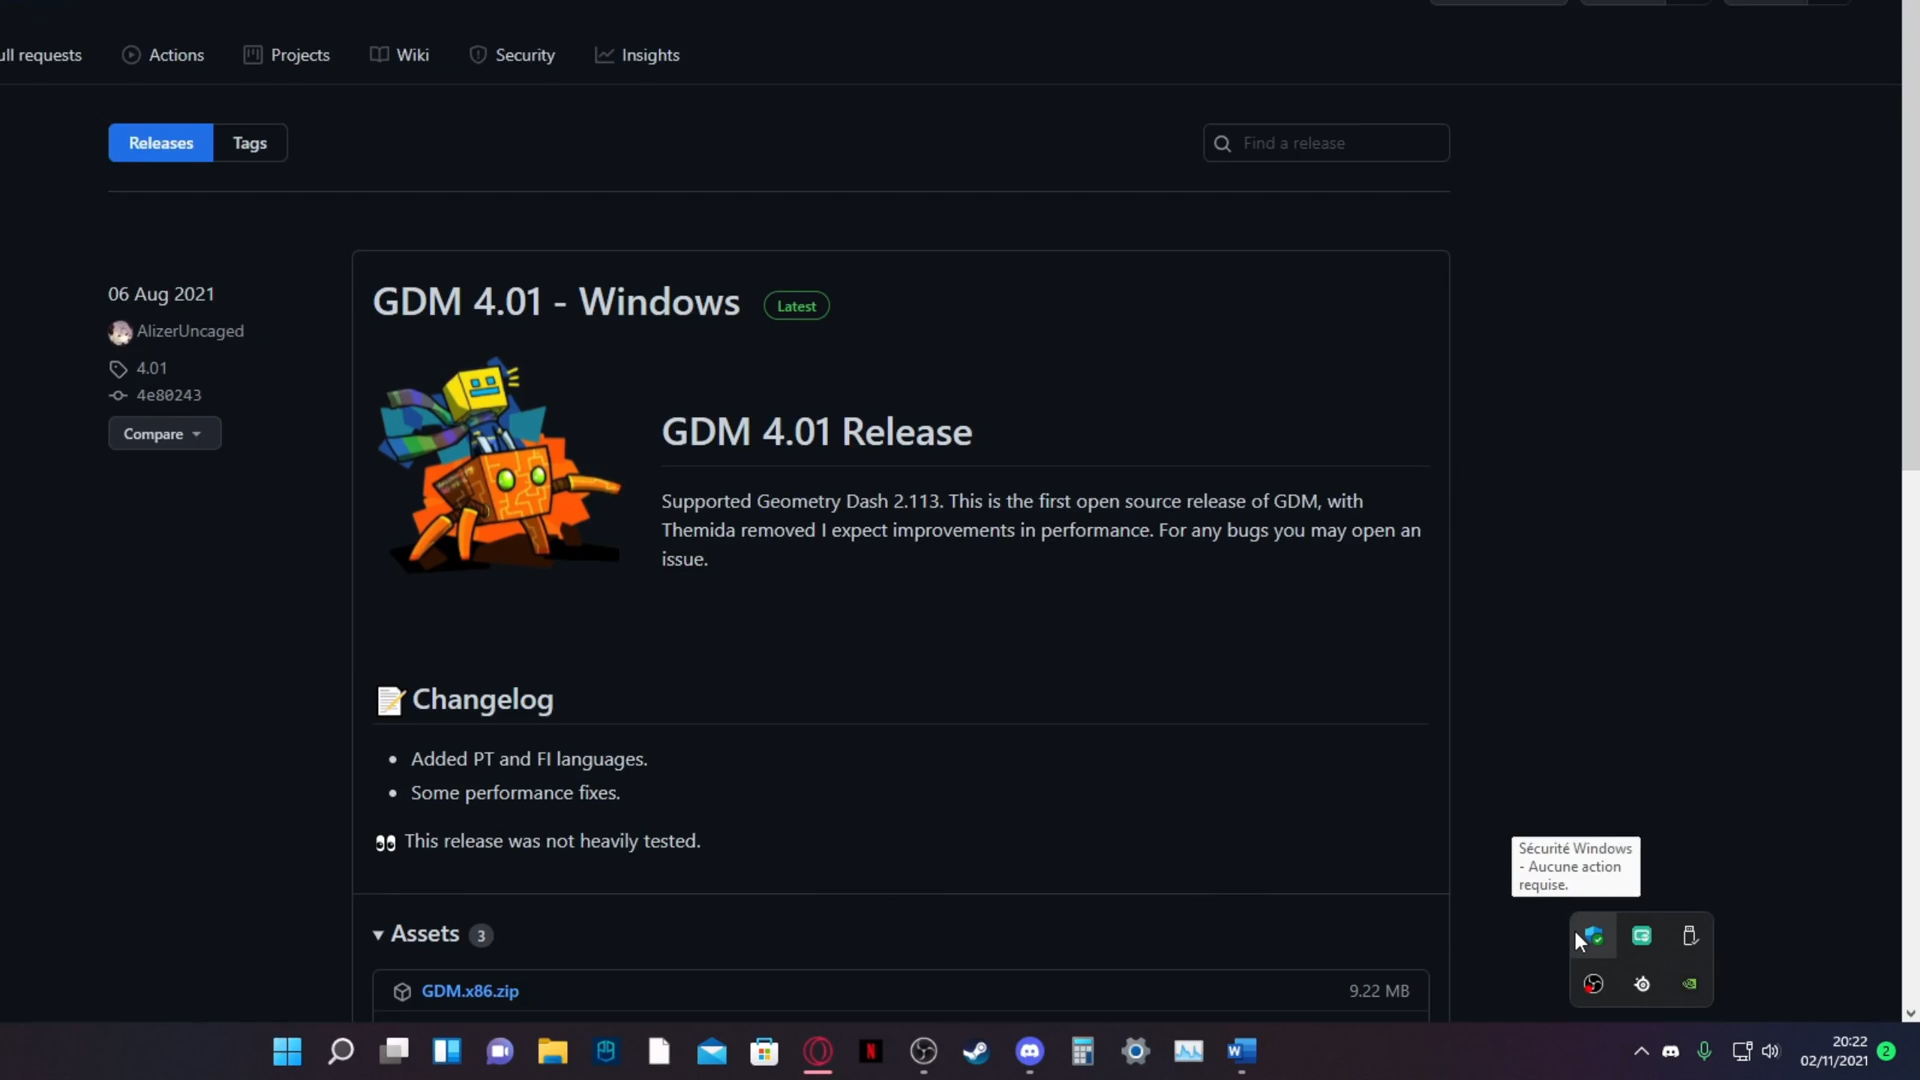 ull requests
Actions
Projects
Wiki
Security
Insights
Releases
Tags
Find a release
06 Aug 2021
AlizerUncaged
4.01
4e80243
Compare
GDM 4.01 - Windows
Latest
GDM 4.01 Release
Supported Geometry Dash 2.113. This is the first open source release of GDM, with
Themida removed I expect improvements in performance. For any bugs you may open an
issue.
📝 Changelog
• Added PT and FI languages.
• Some performance fixes.
👀 This release was not heavily tested.
Assets 3
GDM.x86.zip
9.22 MB
Sécurité Windows
- Aucune action
requise.
20:22
02/11/2021
2